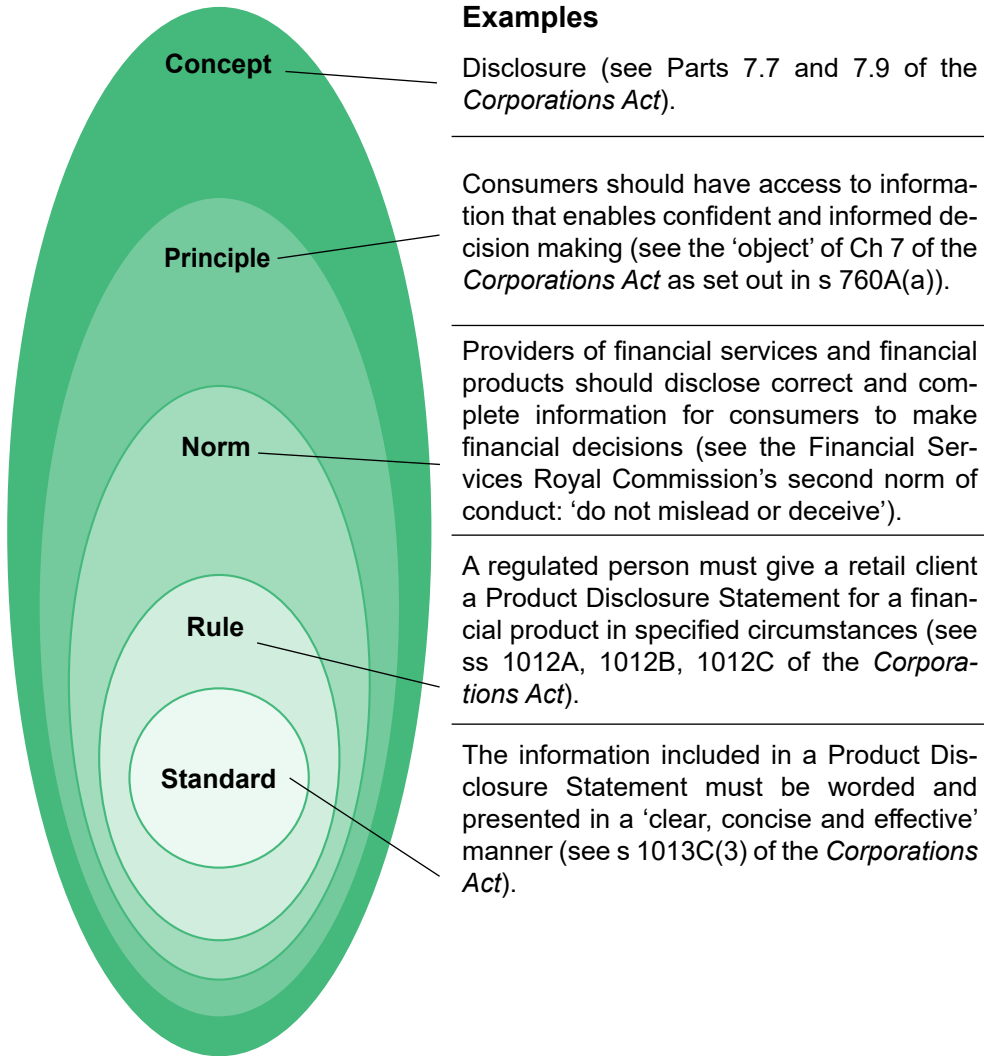 Examples
Concept
Disclosure (see Parts 7.7 and 7.9 of the
Corporations Act).
Principle
Consumers should have access to informa-
tion that enables confident and informed de-
cision making (see the ‘object’ of Ch 7 of the
Corporations Act as set out in s 760A(a)).
Norm
Providers of financial services and financial
products should disclose correct and com-
plete information for consumers to make
financial decisions (see the Financial Ser-
vices Royal Commission’s second norm of
conduct: ‘do not mislead or deceive’).
Rule
A regulated person must give a retail client
a Product Disclosure Statement for a finan-
cial product in specified circumstances (see
ss 1012A, 1012B, 1012C of the Corpora-
tions Act).
Standard
The information included in a Product Dis-
closure Statement must be worded and
presented in a ‘clear, concise and effective’
manner (see s 1013C(3) of the Corporations
Act).